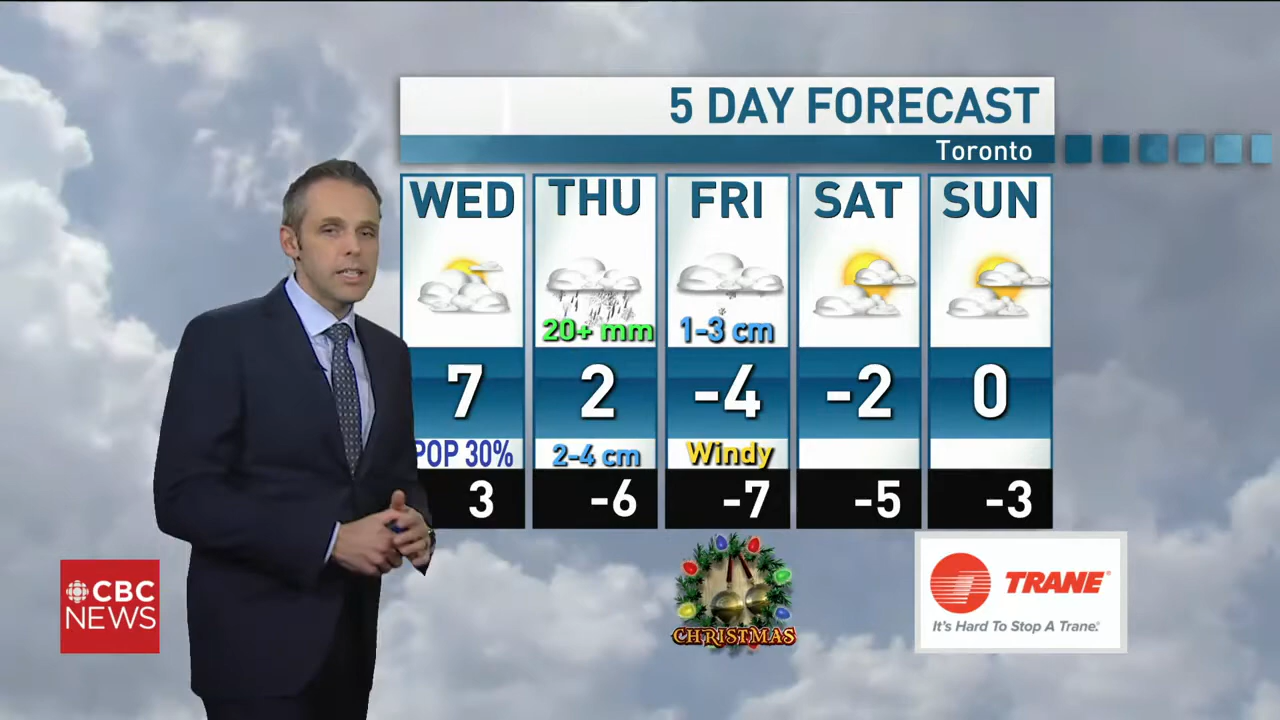 5 DAY FORECAST
Toronto
WED THU FRI SAT SUN
20+ mm 1-3 cm
7 2 -4 -2 0
POP 30% 2-4 cm Windy
3 -6 -7 -5 -3
CBC
NEWS
CHRISTMAS
TRANE®
It's Hard To Stop A Trane.®